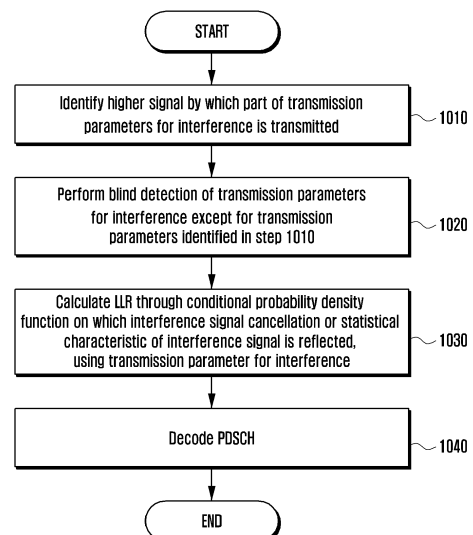 START
Identify higher signal by which part of transmission
parameters for interference is transmitted
1010
Perform blind detection of transmission parameters
for interference except for transmission
parameters identified in step 1010
1020
Calculate LLR through conditional probability density
function on which interference signal cancellation or statistical
characteristic of interference signal is reflected,
using transmission parameter for interference
1030
Decode PDSCH
1040
END